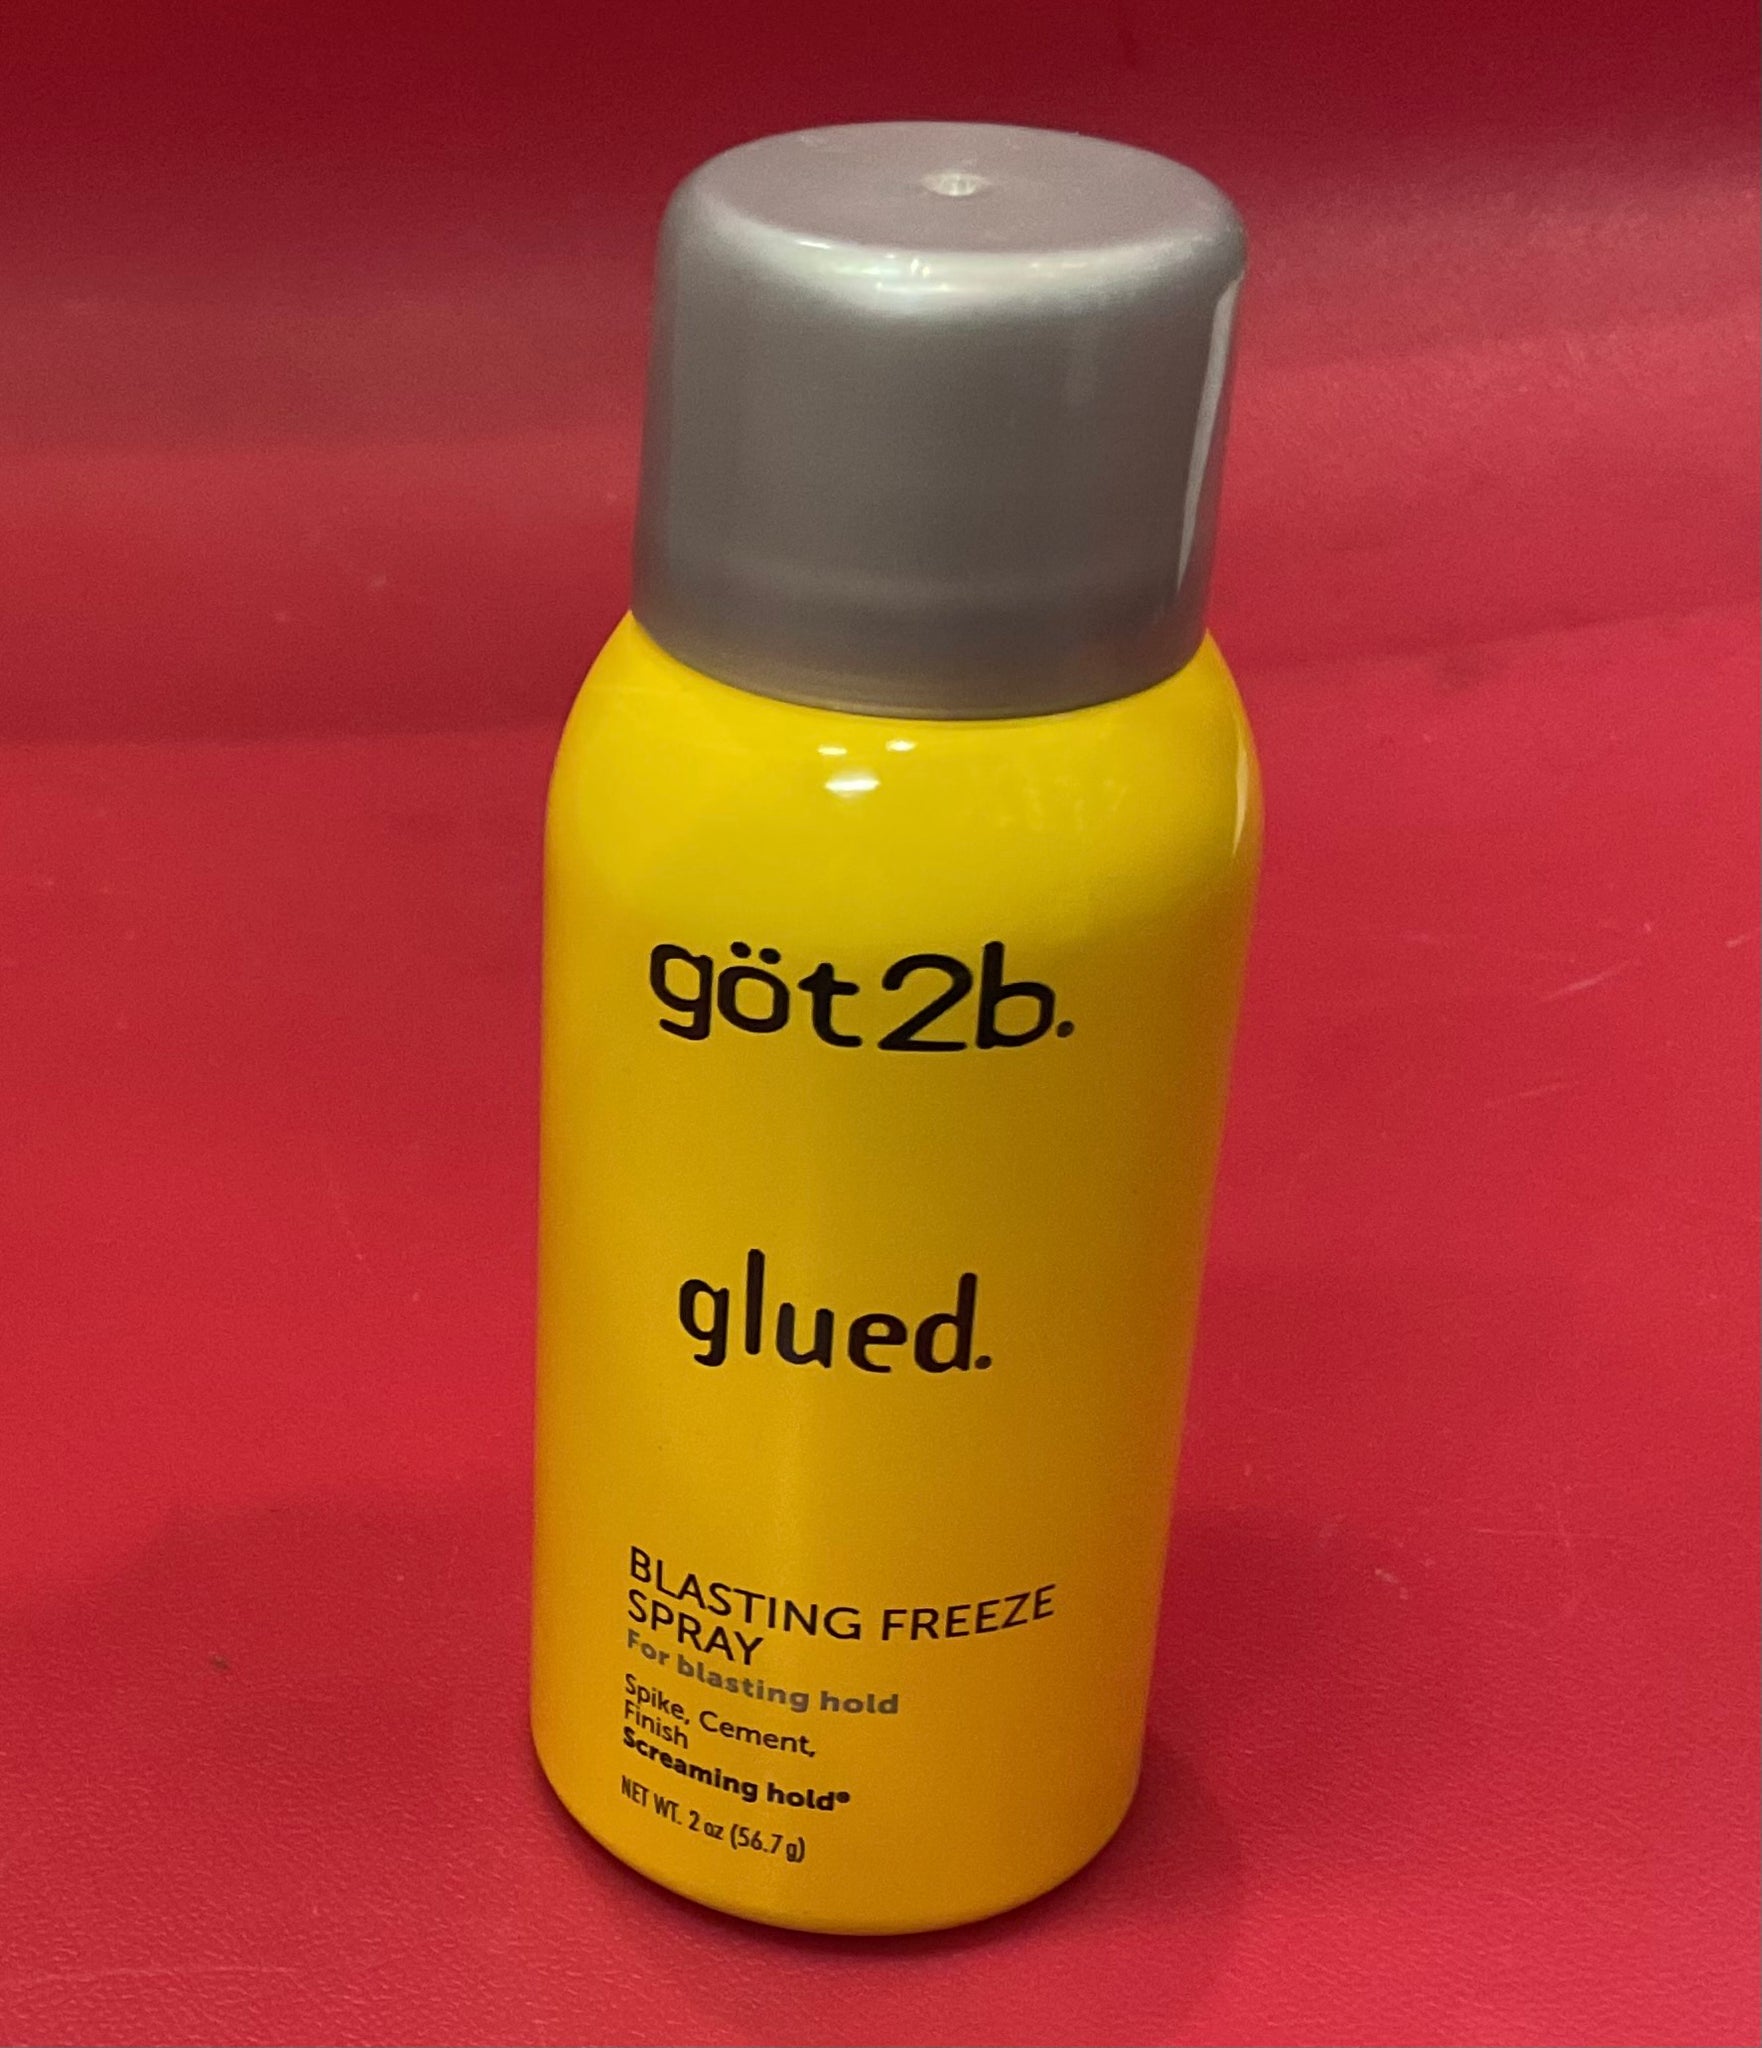 göt2b.
glued.
BLASTING FREEZE
SPRAY
For blasting hold
Spike, Cement,
Finish
Screaming hold®
NET WT. 2 oz (56.7 g)